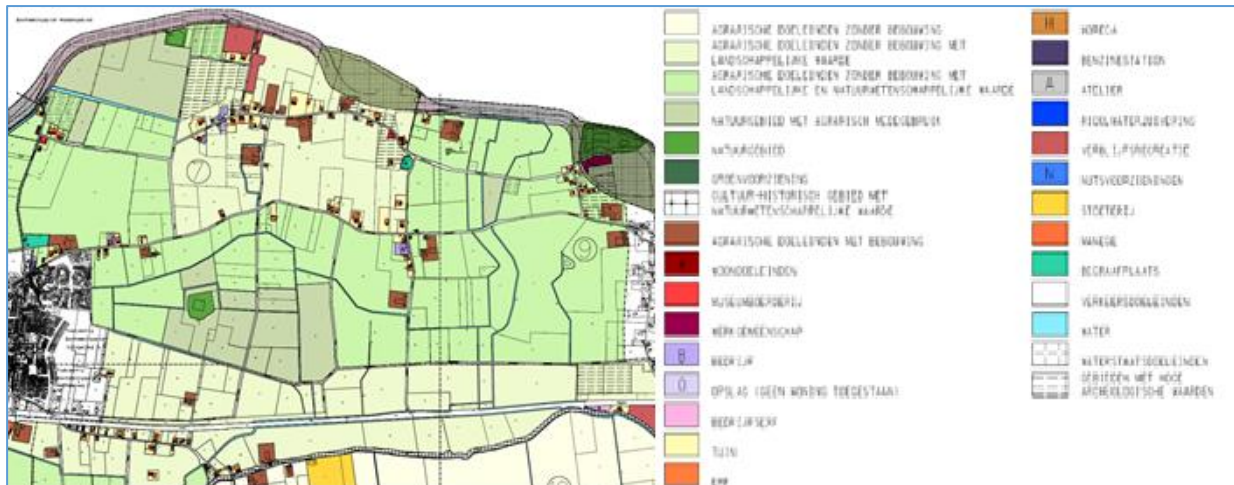 AGRARISCHE DOELEINDEN ZONDER BEBOUWING
AGRARISCHE DOELEINDEN ZONDER BEBOUWING MET
LANDSCHAPPELIJKE WAARDE
AGRARISCHE DOELEINDEN ZONDER BEBOUWING MET
LANDSCHAPPELIJKE EN NATUURWETENSCHAPPELIJKE WAARDE
NATUURGEBIED MET AGRARISCH MEDEGEBRUIK
NATUURGEBIED
GROENVOORZIENING
CULTUUR-HISTORISCH GEBIED MET
NATUURWETENSCHAPPELIJKE WAARDE
AGRARISCHE DOELEINDEN MET BEBOUWING
WOONDOELEINDEN
MUSEUMBOERDERIJ
WERKGEMEENSCHAP
B
BEDRIJF
O
OPSLAG (GEEN WONING TOEGESTAAN)
BEDRIJFSERF
TUIN
ERF
H
HORECA
BENZINESTATION
A
ATELIER
RIOOLWATERZUIVERING
VERBLIJFSRECREATIE
N
NUTSVOORZIENINGEN
STOETERIJ
MANEGE
BEGRAAFPLAATS
VERKEERSDOELEINDEN
WATER
WATERSTAATSDOELEINDEN
GEBIEDEN MET HOGE
ARCHEOLOGISCHE WAARDEN